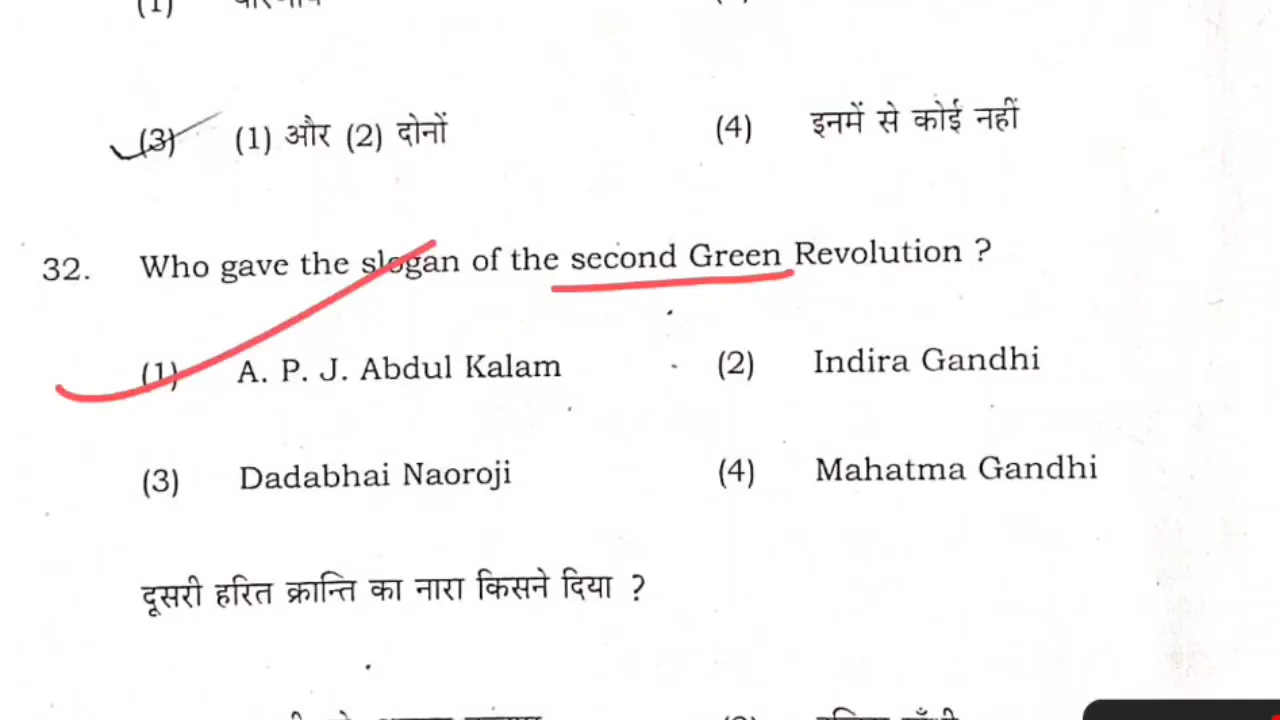 (3) (1) और (2) दोनों (4) इनमें से कोई नहीं
32. Who gave the slogan of the second Green Revolution ?
(1) A. P. J. Abdul Kalam (2) Indira Gandhi
(3) Dadabhai Naoroji (4) Mahatma Gandhi
दूसरी हरित क्रान्ति का नारा किसने दिया ?